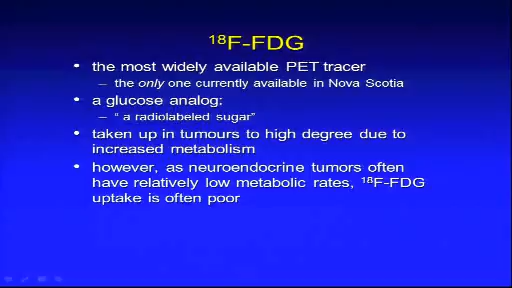 ¹⁸F-FDG
• the most widely available PET tracer
– the only one currently available in Nova Scotia
• a glucose analog;
– “ a radiolabeled sugar”
• taken up in tumours to high degree due to
increased metabolism
• however, as neuroendocrine tumors often
have relatively low metabolic rates, ¹⁸F-FDG
uptake is often poor